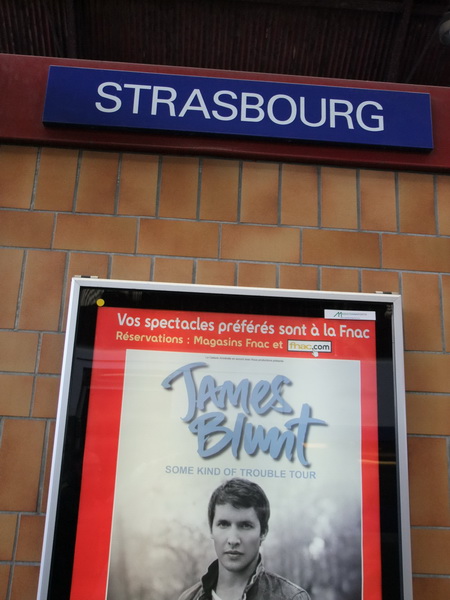 STRASBOURG
Vos spectacles préférés sont à la Fnac
Réservations : Magasins Fnac et fnac.com
James
Blunt
SOME KIND OF TROUBLE TOUR